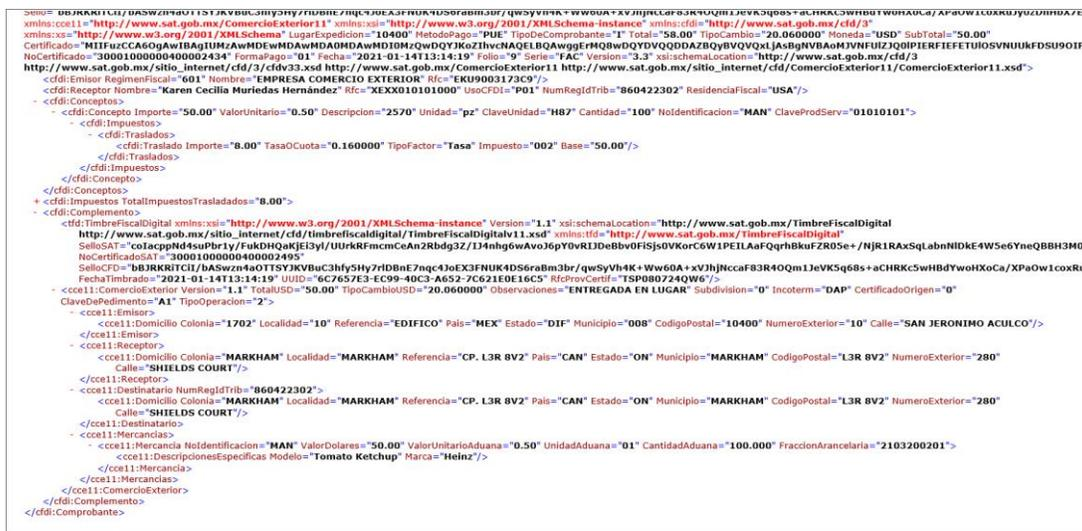 xmlns:cce11="http://www.sat.gob.mx/ComercioExterior11" xmlns:xsi="http://www.w3.org/2001/XMLSchema-instance" xmlns:cfdi="http://www.sat.gob.mx/cfd/3"
xmlns:xs="http://www.w3.org/2001/XMLSchema" LugarExpedicion="10400" MetodoPago="PUE" TipoDeComprobante="I" Total="58.00" TipoCambio="20.060000" Moneda="USD" SubTotal="50.00"
NoCertificado="30001000000400002434" FormaPago="01" Fecha="2021-01-14T13:14:19" Folio="9" Serie="FAC" Version="3.3" xsi:schemaLocation="http://www.sat.gob.mx/cfd/3
http://www.sat.gob.mx/sitio_internet/cfd/3/cfdv33.xsd http://www.sat.gob.mx/ComercioExterior11 http://www.sat.gob.mx/sitio_internet/cfd/ComercioExterior11/ComercioExterior11.xsd">
<cfdi:Emisor RegimenFiscal="601" Nombre="EMPRESA COMERCIO EXTERIOR" Rfc="EKU9003173C9"/>
<cfdi:Receptor Nombre="Karen Cecilia Muriedas Hernández" Rfc="XEXX010101000" UsoCFDI="P01" NumRegIdTrib="860422302" ResidenciaFiscal="USA"/>
- <cfdi:Conceptos>
- <cfdi:Concepto Importe="50.00" ValorUnitario="0.50" Descripcion="2570" Unidad="pz" ClaveUnidad="H87" Cantidad="100" NoIdentificacion="MAN" ClaveProdServ="01010101">
- <cfdi:Impuestos>
- <cfdi:Traslados>
<cfdi:Traslado Importe="8.00" TasaOCuota="0.160000" TipoFactor="Tasa" Impuesto="002" Base="50.00"/>
</cfdi:Traslados>
</cfdi:Impuestos>
</cfdi:Concepto>
</cfdi:Conceptos>
+ <cfdi:Impuestos TotalImpuestosTrasladados="8.00">
- <cfdi:Complemento>
<tfd:TimbreFiscalDigital xmlns:xsi="http://www.w3.org/2001/XMLSchema-instance" Version="1.1" xsi:schemaLocation="http://www.sat.gob.mx/TimbreFiscalDigital
http://www.sat.gob.mx/sitio_internet/cfd/timbrefiscaldigital/TimbreFiscalDigitalv11.xsd" xmlns:tfd="http://www.sat.gob.mx/TimbreFiscalDigital"
NoCertificadoSAT="30001000000400002495"
FechaTimbrado="2021-01-14T13:14:19" UUID="6C7657E3-EC99-40C3-A652-7C621E0E16C5" RfcProvCertif="TSP080724QW6"/>
- <cce11:ComercioExterior Version="1.1" TotalUSD="50.00" TipoCambioUSD="20.060000" Observaciones="ENTREGADA EN LUGAR" Subdivision="0" Incoterm="DAP" CertificadoOrigen="0"
ClaveDePedimento="A1" TipoOperacion="2">
- <cce11:Emisor>
<cce11:Domicilio Colonia="1702" Localidad="10" Referencia="EDIFICO" Pais="MEX" Estado="DIF" Municipio="008" CodigoPostal="10400" NumeroExterior="10" Calle="SAN JERONIMO ACULCO"/>
</cce11:Emisor>
- <cce11:Receptor>
<cce11:Domicilio Colonia="MARKHAM" Localidad="MARKHAM" Referencia="CP. L3R 8V2" Pais="CAN" Estado="ON" Municipio="MARKHAM" CodigoPostal="L3R 8V2" NumeroExterior="280"
Calle="SHIELDS COURT"/>
</cce11:Receptor>
- <cce11:Destinatario NumRegIdTrib="860422302">
<cce11:Domicilio Colonia="MARKHAM" Localidad="MARKHAM" Referencia="CP. L3R 8V2" Pais="CAN" Estado="ON" Municipio="MARKHAM" CodigoPostal="L3R 8V2" NumeroExterior="280"
Calle="SHIELDS COURT"/>
</cce11:Destinatario>
- <cce11:Mercancias>
- <cce11:Mercancia NoIdentificacion="MAN" ValorDolares="50.00" ValorUnitarioAduana="0.50" UnidadAduana="01" CantidadAduana="100.000" FraccionArancelaria="2103200201">
<cce11:DescripcionesEspecificas Modelo="Tomato Ketchup" Marca="Heinz"/>
</cce11:Mercancia>
</cce11:Mercancias>
</cce11:ComercioExterior>
</cfdi:Complemento>
</cfdi:Comprobante>